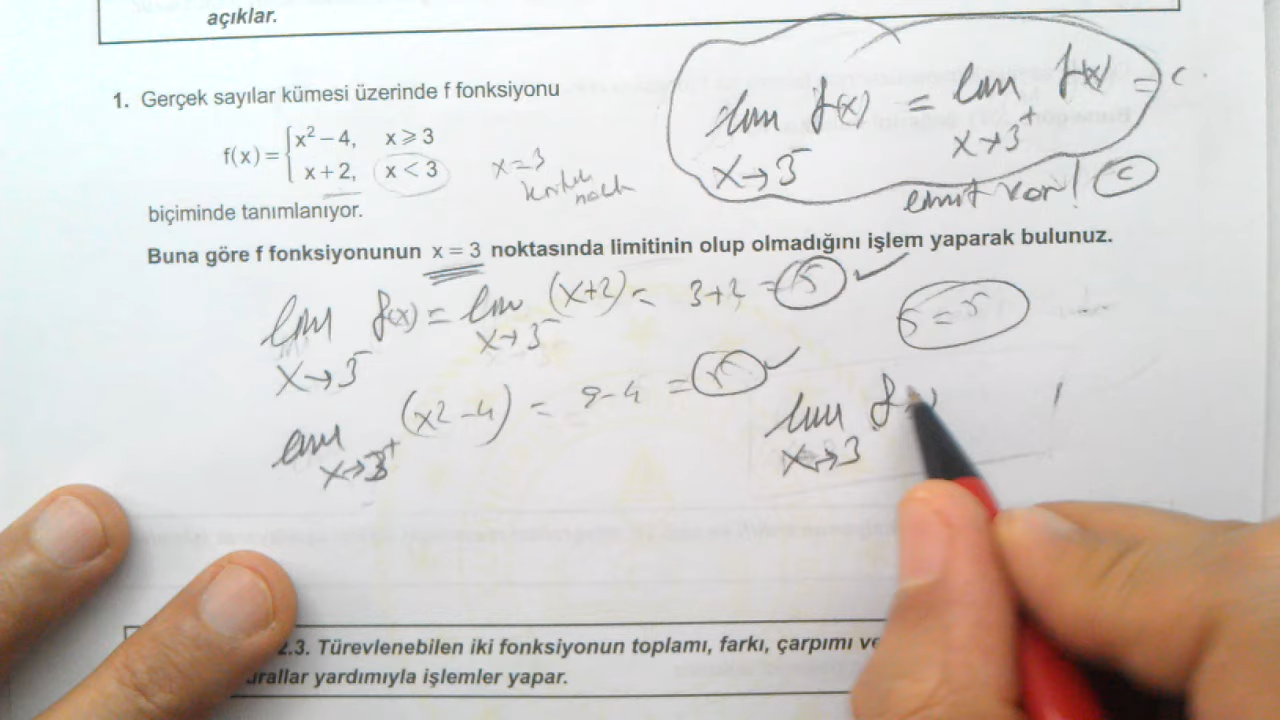 açıklar.
1. Gerçek sayılar kümesi üzerinde f fonksiyonu
f(x) = { x² – 4, x ⩾ 3
x + 2, x < 3
x = 3
kritik
nokta
biçiminde tanımlanıyor.
lim f(x) = lim f(x) = c
x→3⁻ x→3⁺
limit var! c
Buna göre f fonksiyonunun x = 3 noktasında limitinin olup olmadığını işlem yaparak bulunuz.
lim f(x) = lim (x+2) = 3+2 = 5 ✓
x→3⁻ x→3⁻
5 = 5
lim (x2-4) = 9-4 = 5 ✓
x→3⁺
lim f
x→3
2.3. Türevlenebilen iki fonksiyonun toplamı, farkı, çarpımı ve
urallar yardımıyla işlemler yapar.